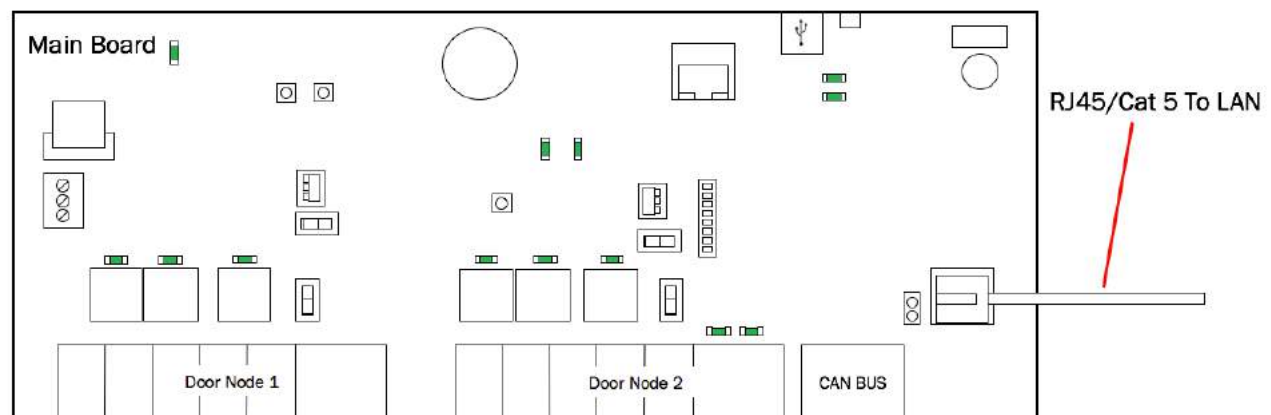 Main Board
RJ45/Cat 5 To LAN
Door Node 1
Door Node 2
CAN BUS